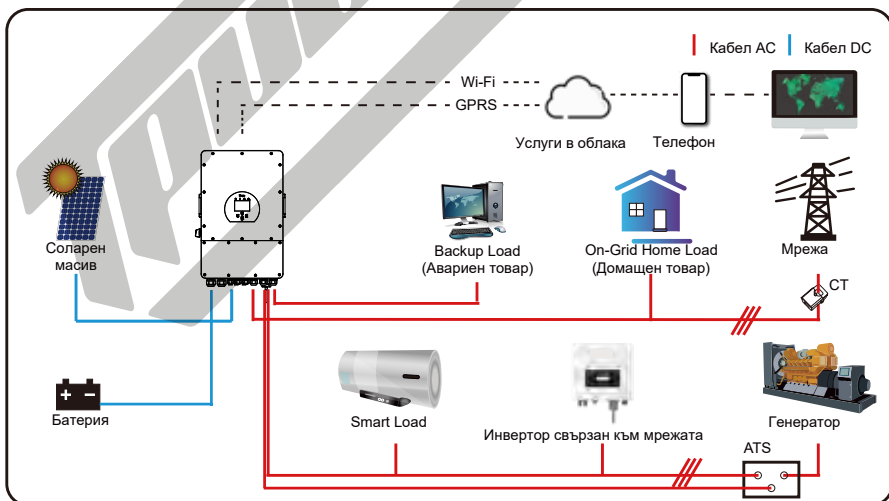 Кабел AC
Кабел DC
Wi-Fi
GPRS
Услуги в облака
Телефон
Соларен
масив
Backup Load
(Авариен товар)
On-Grid Home Load
(Домащен товар)
Мрежа
CT
Батерия
Smart Load
Инвертор свързан към мрежата
Генератор
ATS